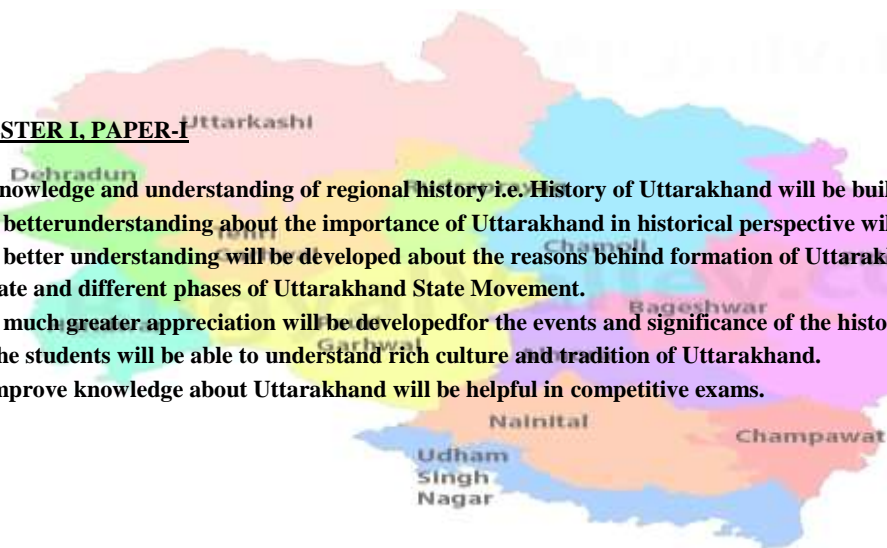 STER I, PAPER-I
Uttarkashi
Dehradun
nowledge and understanding of regional history i.e. History of Uttarakhand will be buil
betterunderstanding about the importance of Uttarakhand in historical perspective wil
Tehri
Garhwal
Chamoli
better understanding will be developed about the reasons behind formation of Uttarak
ate and different phases of Uttarakhand State Movement.
Bageshwar
much greater appreciation will be developedfor the events and significance of the histo
Garhwal
he students will be able to understand rich culture and tradition of Uttarakhand.
mprove knowledge about Uttarakhand will be helpful in competitive exams.
Nainital
Champawat
Udham
Singh
Nagar